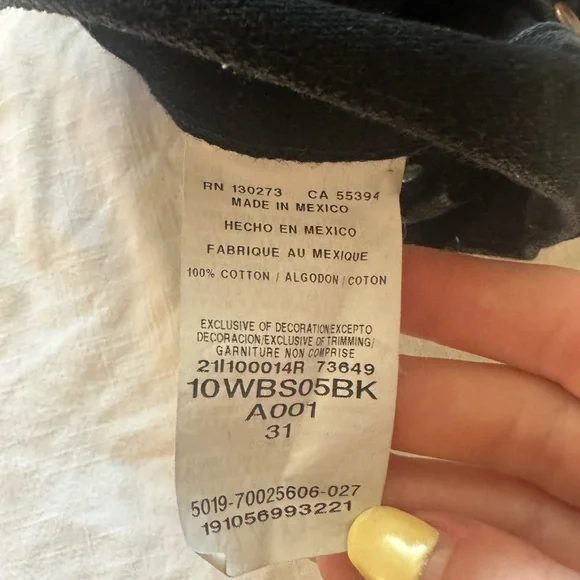 RN 130273 CA 55394
MADE IN MEXICO
HECHO EN MEXICO
FABRIQUE AU MEXIQUE
100% COTTON / ALGODON / COTON
EXCLUSIVE OF DECORATION/EXCEPTO
DECORACION/EXCLUSIVE OF TRIMMING/
GARNITURE NON COMPRISE
21I100014R 73649
10WBS05BK
A001
31
5019-70025606-027
191056993221